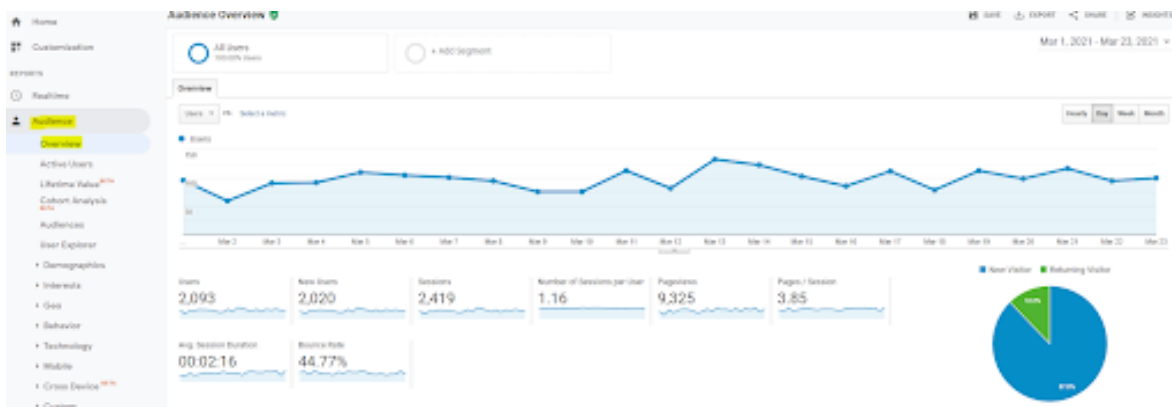 Home
Customization
REPORTS
Realtime
Audience
Overview
Active Users
Lifetime Value BETA
Cohort Analysis
BETA
Audiences
User Explorer
Demographics
Interests
Geo
Behavior
Technology
Mobile
Cross Device BETA
Custom
Audience Overview
SAVE EXPORT SHARE INSIGHTS
Mar 1, 2021 - Mar 23, 2021
All Users
100.00% Users
+ Add Segment
Overview
Users VS. Select a metric
Hourly Day Week Month
Users
150
50
... Mar 2 Mar 3 Mar 4 Mar 5 Mar 6 Mar 7 Mar 8 Mar 9 Mar 10 Mar 11 Mar 12 Mar 13 Mar 14 Mar 15 Mar 16 Mar 17 Mar 18 Mar 19 Mar 20 Mar 21 Mar 22 Mar 23
New Visitor Returning Visitor
Users
2,093
New Users
2,020
Sessions
2,419
Number of Sessions per User
1.16
Pageviews
9,325
Pages / Session
3.85
Avg. Session Duration
00:02:16
Bounce Rate
44.77%